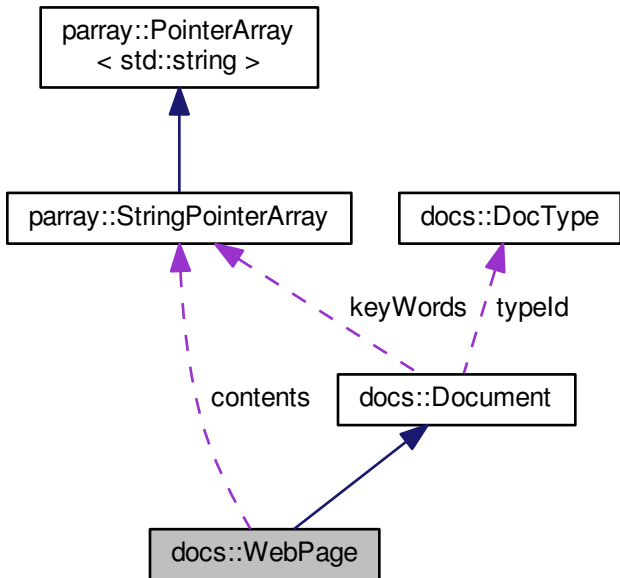 parray::PointerArray
< std::string >
parray::StringPointerArray
docs::DocType
keyWords
typeId
contents
docs::Document
docs::WebPage